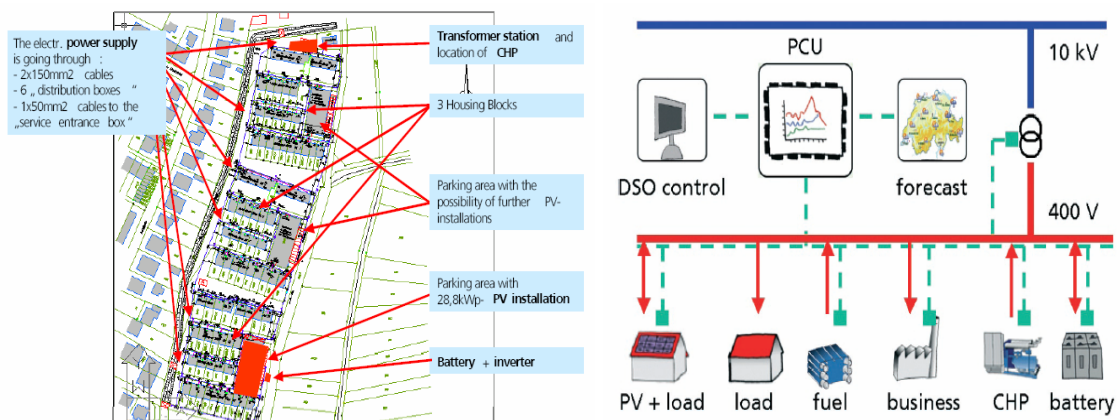 The electr. power supply
is going through :
- 2x150mm2 cables
- 6 „ distribution boxes “
- 1x50mm2 cables to the
„service entrance box“
Transformer station and
location of CHP
3 Housing Blocks
Parking area with the
possibility of further PV-
installations
Parking area with
28,8kWp- PV installation
Battery + inverter
PCU
10 kV
DSO control
forecast
400 V
PV + load
load
fuel
business
CHP
battery